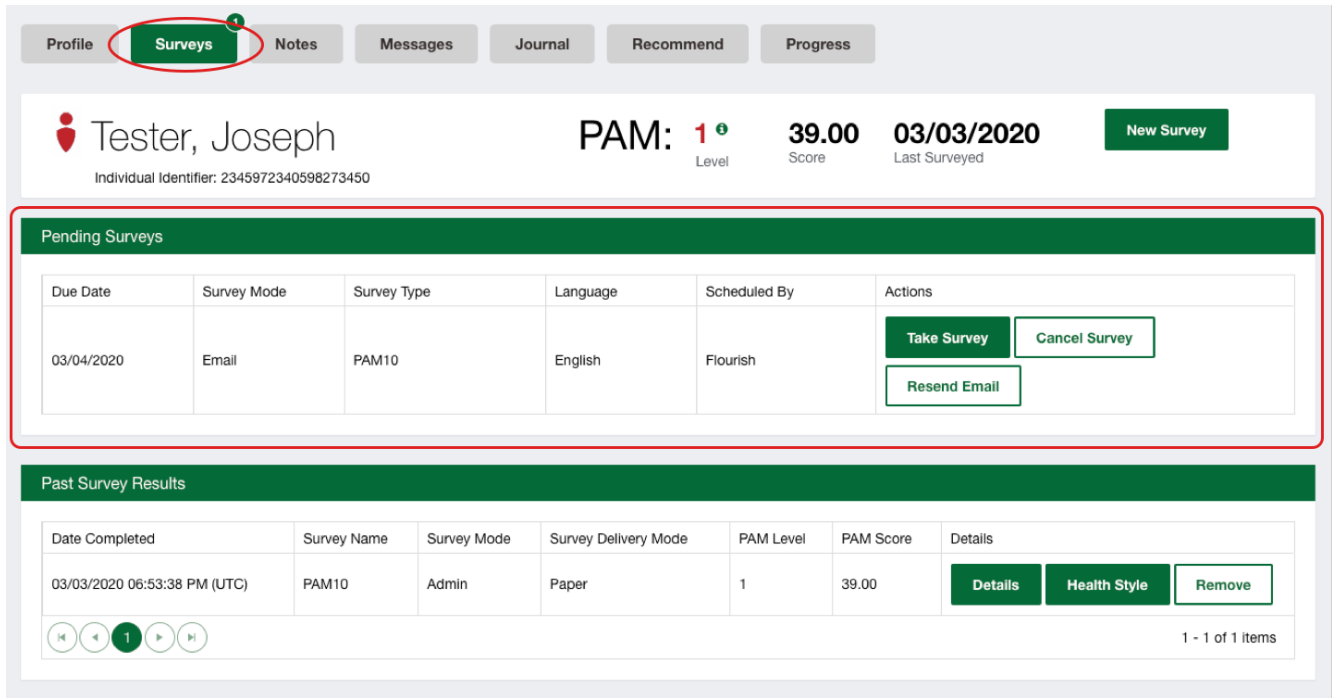 1
Profile Surveys Notes Messages Journal Recommend Progress
Tester, Joseph PAM: 1 39.00 03/03/2020 New Survey
Level Score Last Surveyed
Individual Identifier: 2345972340598273450
Pending Surveys
Due Date Survey Mode Survey Type Language Scheduled By Actions
Take Survey Cancel Survey
03/04/2020 Email PAM10 English Flourish
Resend Email
Past Survey Results
Date Completed Survey Name Survey Mode Survey Delivery Mode PAM Level PAM Score Details
03/03/2020 06:53:38 PM (UTC) PAM10 Admin Paper 1 39.00 Details Health Style Remove
1 1 - 1 of 1 items